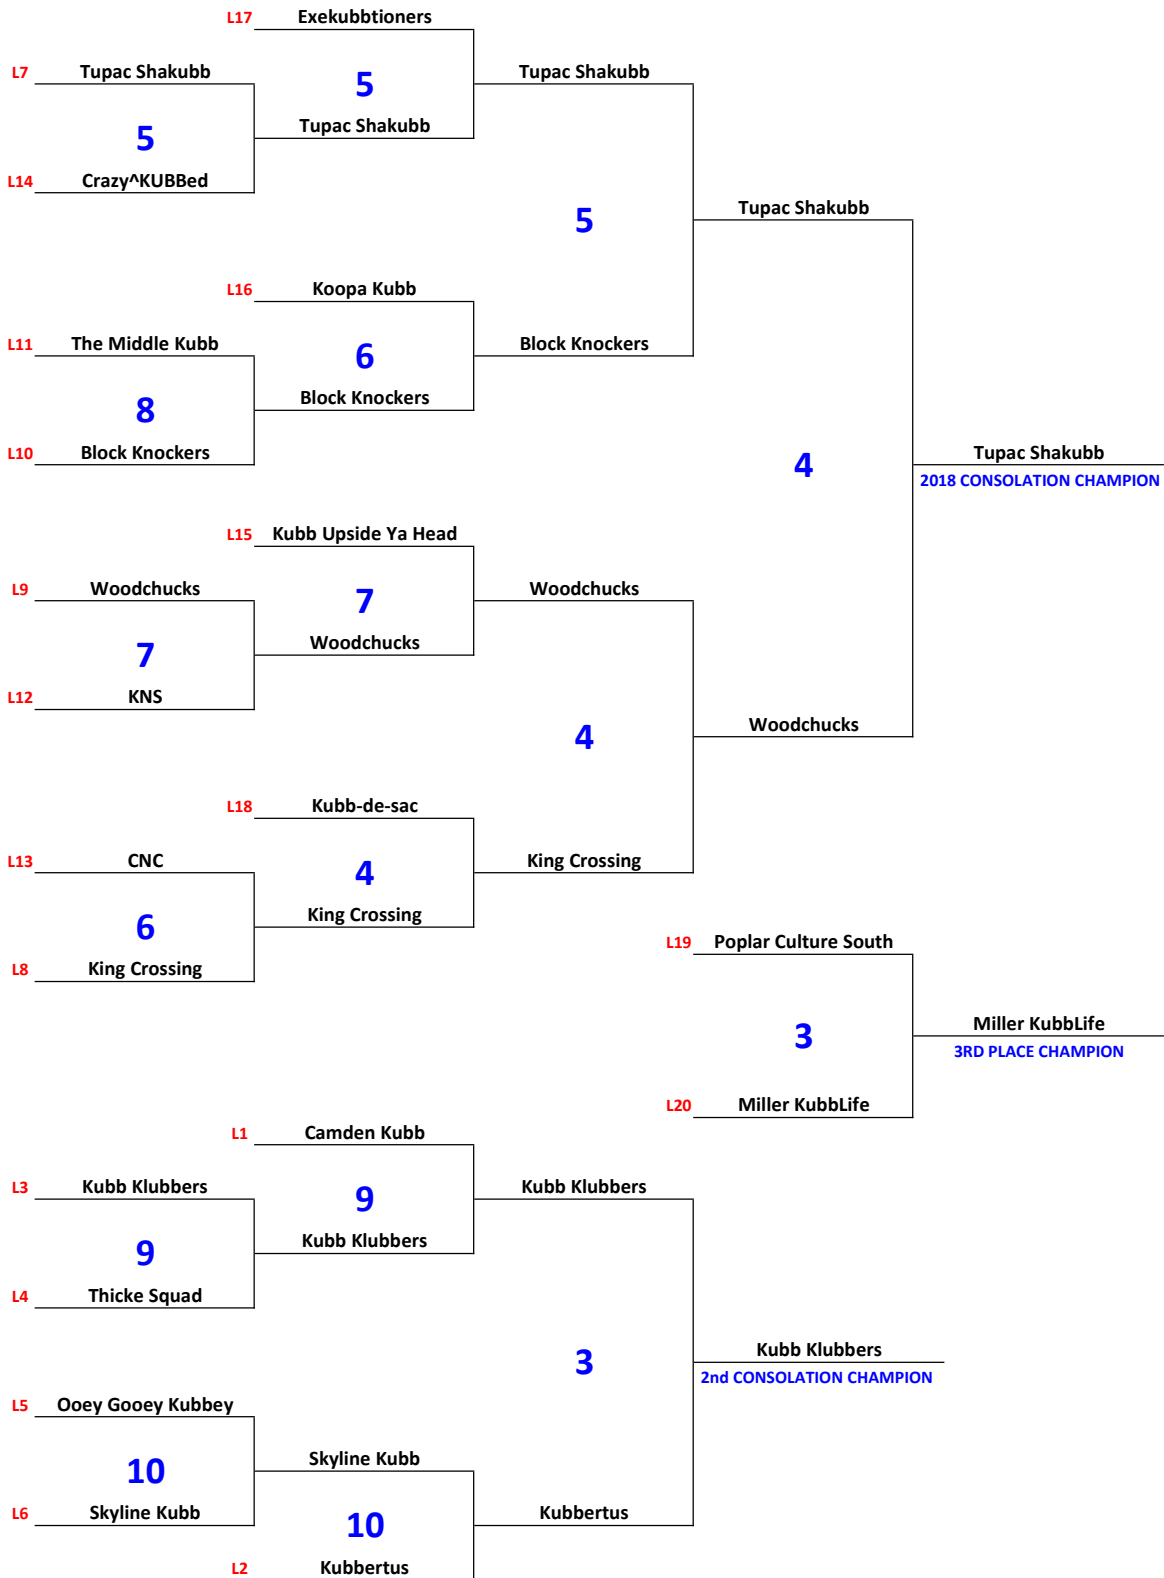 L17 Exekubbtioners
L7 Tupac Shakubb
5
Tupac Shakubb
5
Tupac Shakubb
L14 Crazy^KUBBed
5
Tupac Shakubb
L16 Koopa Kubb
L11 The Middle Kubb
6
Block Knockers
8
Block Knockers
L10 Block Knockers
4
Tupac Shakubb
2018 CONSOLATION CHAMPION
L15 Kubb Upside Ya Head
L9 Woodchucks
7
Woodchucks
7
Woodchucks
L12 KNS
4
Woodchucks
L18 Kubb-de-sac
L13 CNC
4
King Crossing
6
King Crossing
L8 King Crossing
L19 Poplar Culture South
3
Miller KubbLife
3RD PLACE CHAMPION
L20 Miller KubbLife
L1 Camden Kubb
L3 Kubb Klubbers
9
Kubb Klubbers
9
Kubb Klubbers
L4 Thicke Squad
3
Kubb Klubbers
2nd CONSOLATION CHAMPION
L5 Ooey Gooey Kubbey
10
Skyline Kubb
L6 Skyline Kubb
10
Kubbertus
L2 Kubbertus